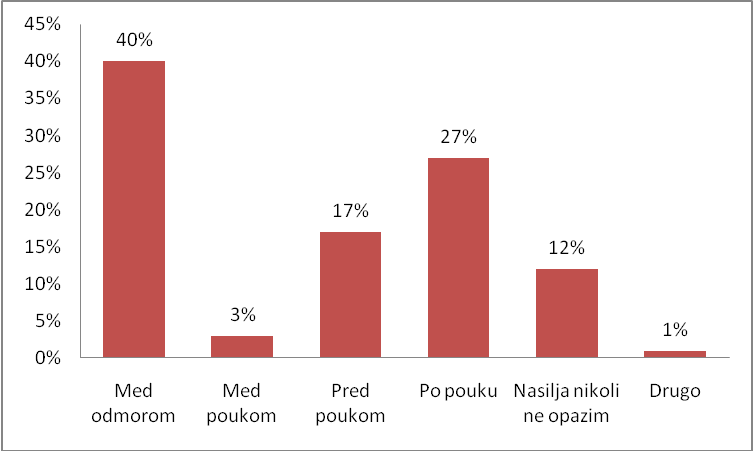 45%
40%
35%
30%
25%
20%
15%
10%
5%
0%
40%
3%
17%
27%
12%
1%
Med
odmorom
Med
poukom
Pred
poukom
Po pouku
Nasilja nikoli
ne opazim
Drugo